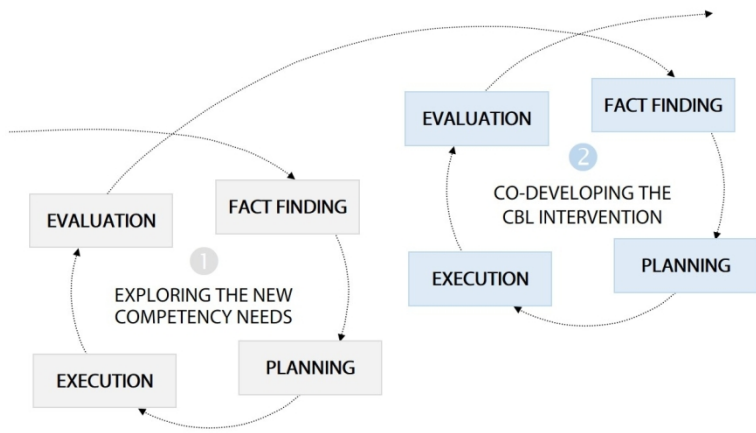 EVALUATION
FACT FINDING
1
EXPLORING THE NEW
COMPETENCY NEEDS
EXECUTION
PLANNING
EVALUATION
FACT FINDING
2
CO-DEVELOPING THE
CBL INTERVENTION
EXECUTION
PLANNING